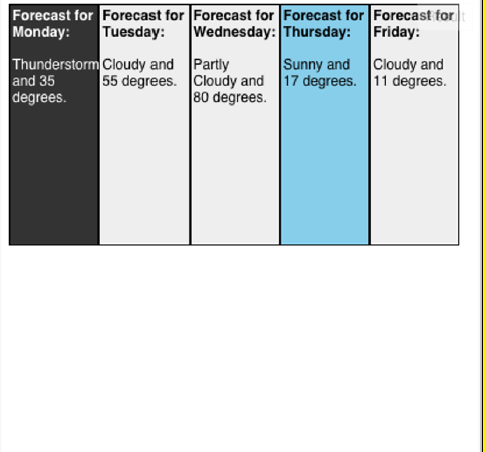 Forecast for
Monday:
Thunderstorm
and 35
degrees.
Forecast for
Tuesday:
Cloudy and
55 degrees.
Forecast for
Wednesday:
Partly
Cloudy and
80 degrees.
Forecast for
Thursday:
Sunny and
17 degrees.
Forecast for
Friday:
Cloudy and
11 degrees.